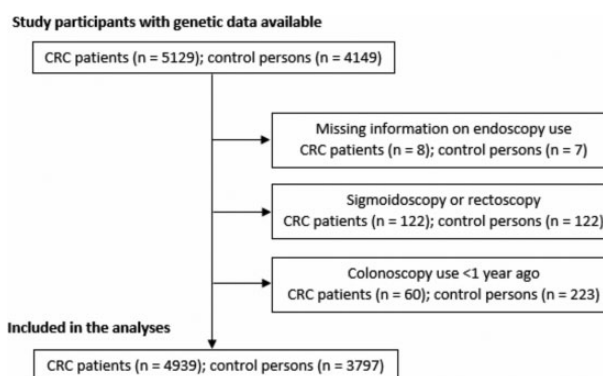 Study participants with genetic data available
CRC patients (n = 5129); control persons (n = 4149)
Missing information on endoscopy use
CRC patients (n = 8); control persons (n = 7)
Sigmoidoscopy or rectoscopy
CRC patients (n = 122); control persons (n = 122)
Colonoscopy use <1 year ago
CRC patients (n = 60); control persons (n = 223)
Included in the analyses
CRC patients (n = 4939); control persons (n = 3797)